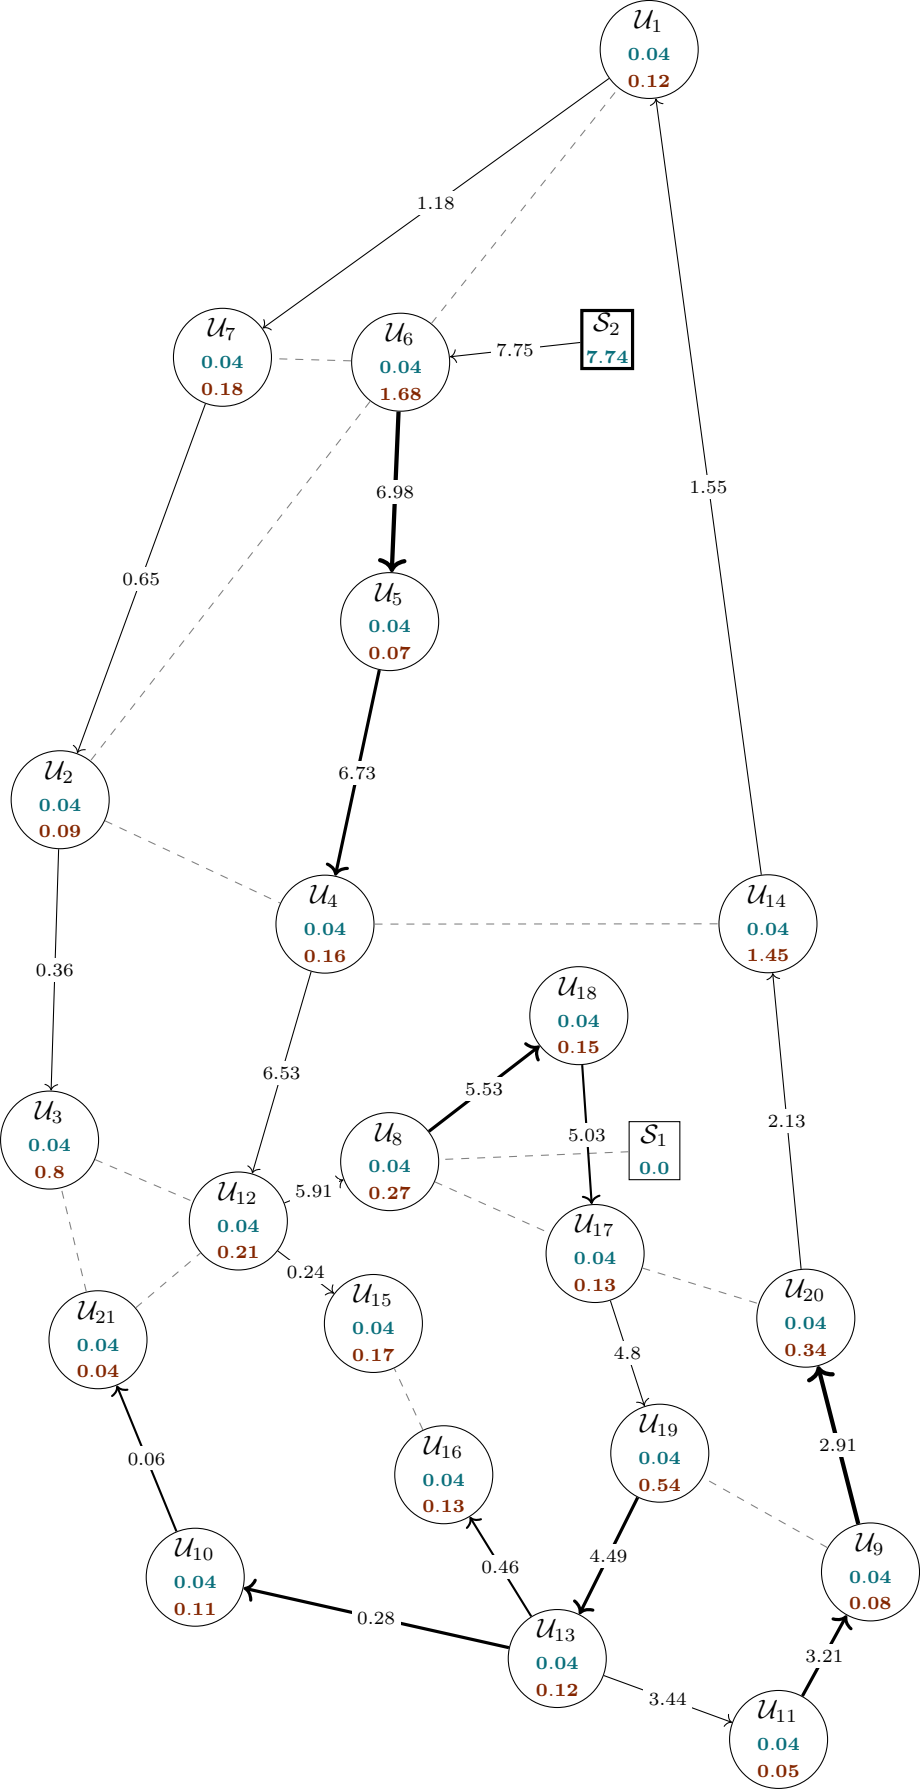 𝒰₁
0.04
0.12
1.18
𝒰₇
0.04
0.18
𝒰₆
0.04
1.68
7.75
𝒮₂
7.74
6.98
1.55
0.65
𝒰₅
0.04
0.07
6.73
𝒰₂
0.04
0.09
𝒰₄
0.04
0.16
𝒰₁₄
0.04
1.45
0.36
𝒰₁₈
0.04
0.15
6.53
5.53
𝒰₃
0.04
0.8
𝒰₈
0.04
0.27
5.03
𝒮₁
0.0
2.13
𝒰₁₂
0.04
0.21
5.91
𝒰₁₇
0.04
0.13
0.24
𝒰₂₁
0.04
0.04
𝒰₁₅
0.04
0.17
𝒰₂₀
0.04
0.34
4.8
0.06
𝒰₁₆
0.04
0.13
𝒰₁₉
0.04
0.54
2.91
𝒰₁₀
0.04
0.11
0.46
4.49
𝒰₉
0.04
0.08
0.28
𝒰₁₃
0.04
0.12
3.21
3.44
𝒰₁₁
0.04
0.05